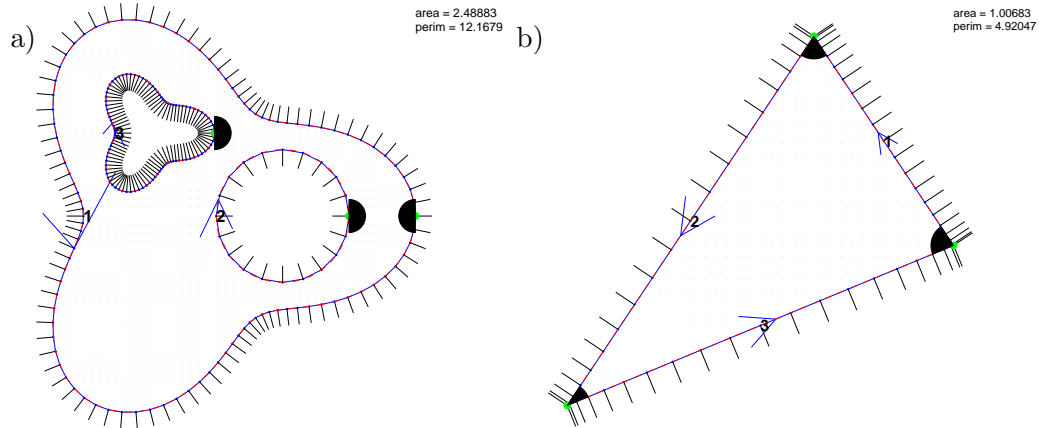 a)
area = 2.48883
perim = 12.1679
3
1
2
b)
area = 1.00683
perim = 4.92047
1
2
3